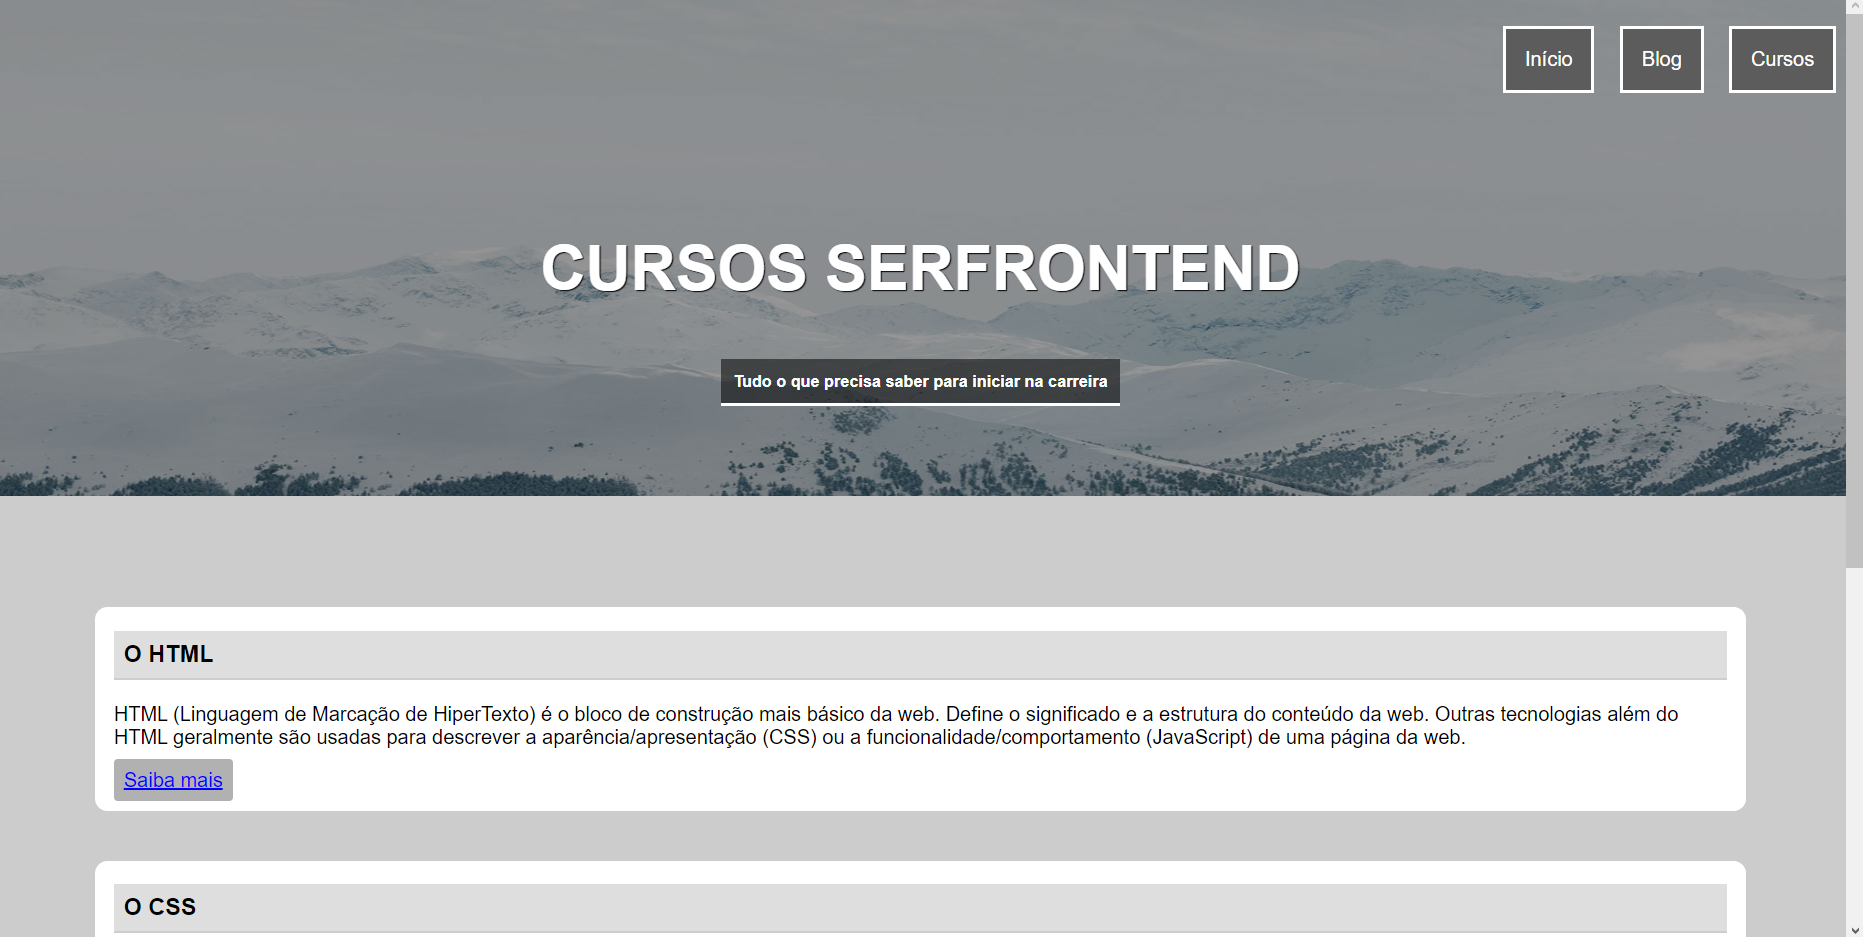 Início
Blog
Cursos
CURSOS SERFRONTEND
Tudo o que precisa saber para iniciar na carreira
O HTML
HTML (Linguagem de Marcação de HiperTexto) é o bloco de construção mais básico da web. Define o significado e a estrutura do conteúdo da web. Outras tecnologias além do
HTML geralmente são usadas para descrever a aparência/apresentação (CSS) ou a funcionalidade/comportamento (JavaScript) de uma página da web.
Saiba mais
O CSS